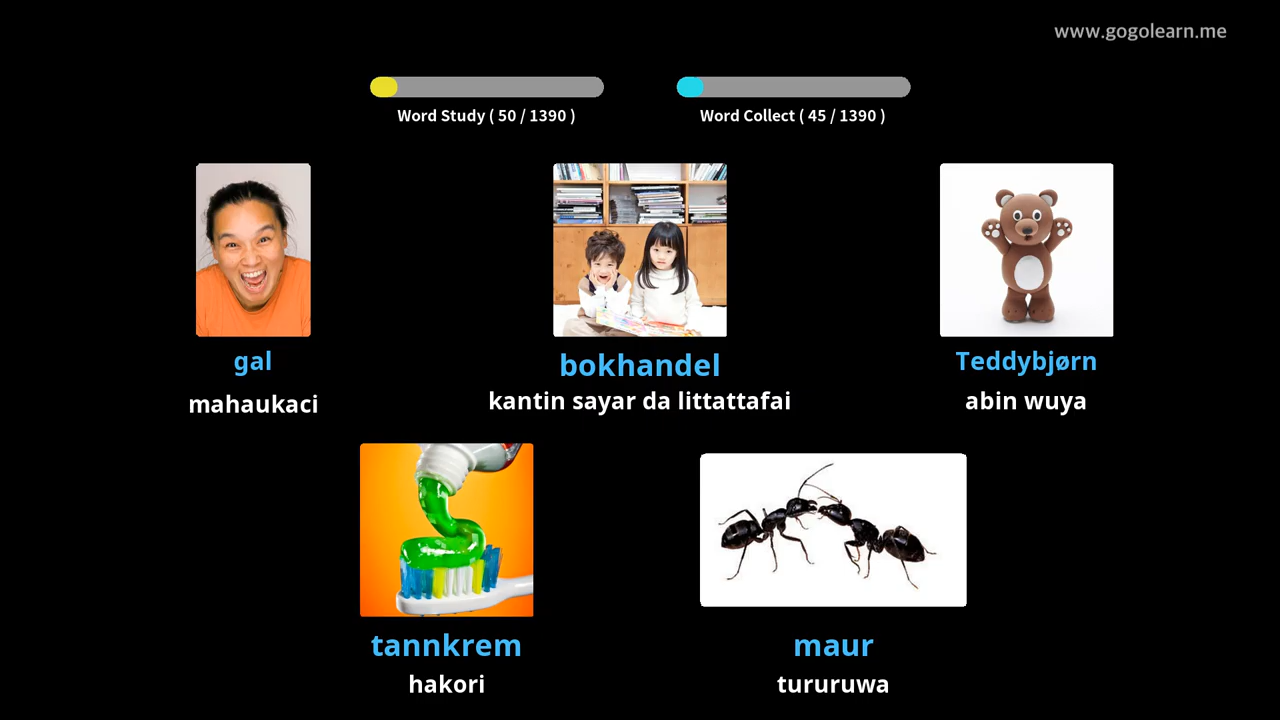 www.gogolearn.me
Word Study ( 50 / 1390 )
Word Collect ( 45 / 1390 )
gal
mahaukaci
bokhandel
kantin sayar da littattafai
Teddybjørn
abin wuya
tannkrem
hakori
maur
tururuwa